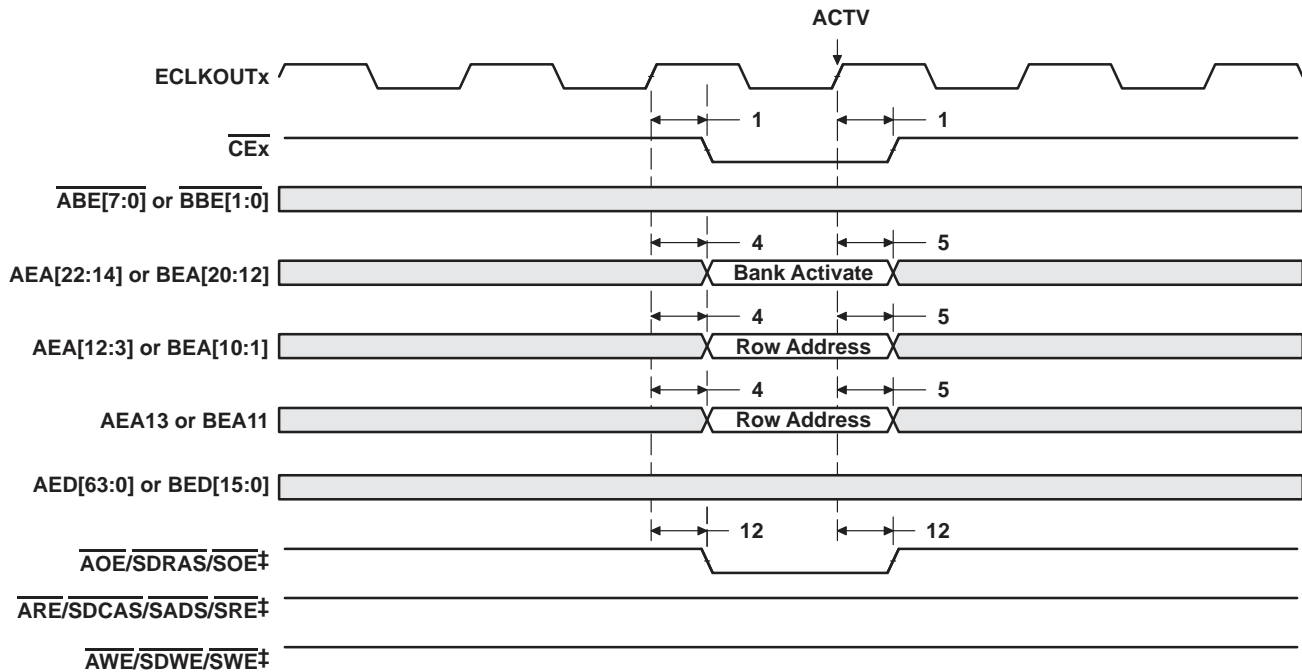 ACTV
ECLKOUTx
1 1
CEx
ABE[7:0] or BBE[1:0]
4 5
AEA[22:14] or BEA[20:12] Bank Activate
4 5
AEA[12:3] or BEA[10:1] Row Address
4 5
AEA13 or BEA11 Row Address
AED[63:0] or BED[15:0]
12 12
AOE/SDRAS/SOE‡
ARE/SDCAS/SADS/SRE‡
AWE/SDWE/SWE‡